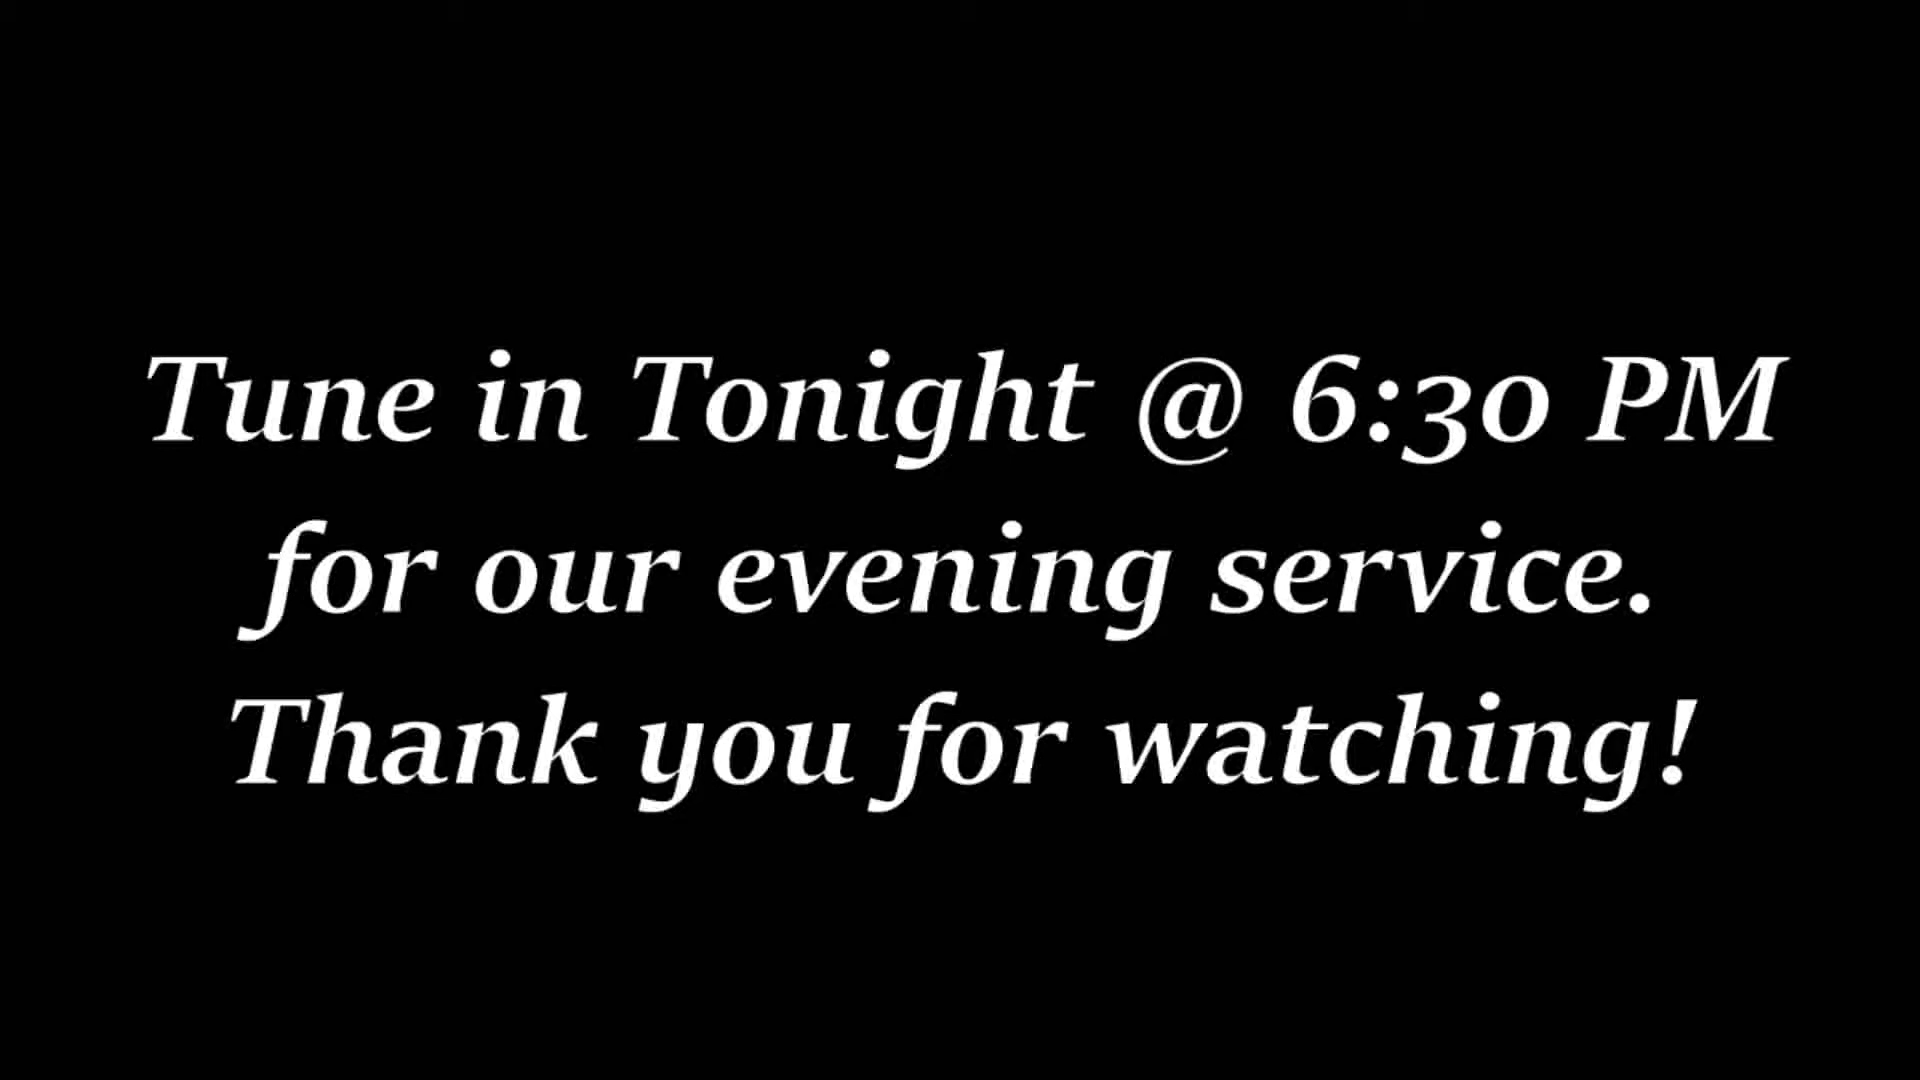 Tune in Tonight @ 6:30 PM
for our evening service.
Thank you for watching!